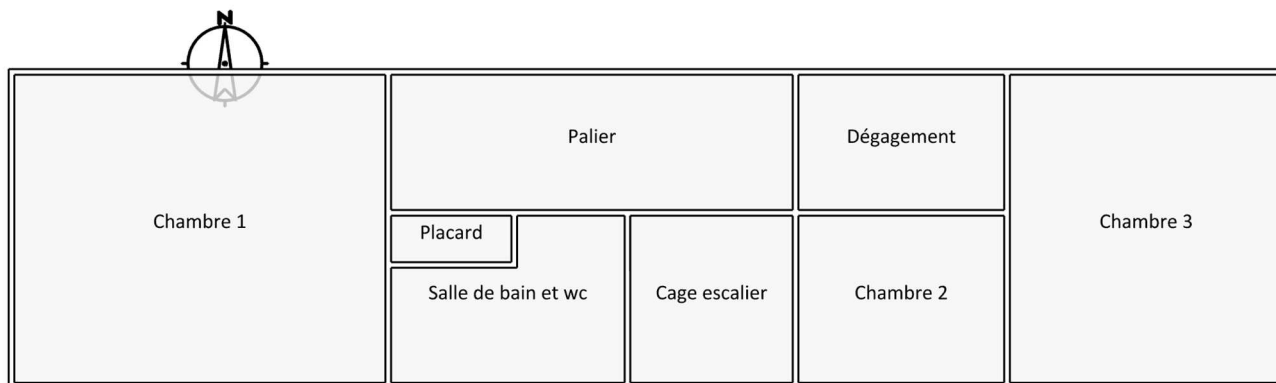 N
Palier
Dégagement
Chambre 1
Placard
Chambre 3
Salle de bain et wc
Cage escalier
Chambre 2